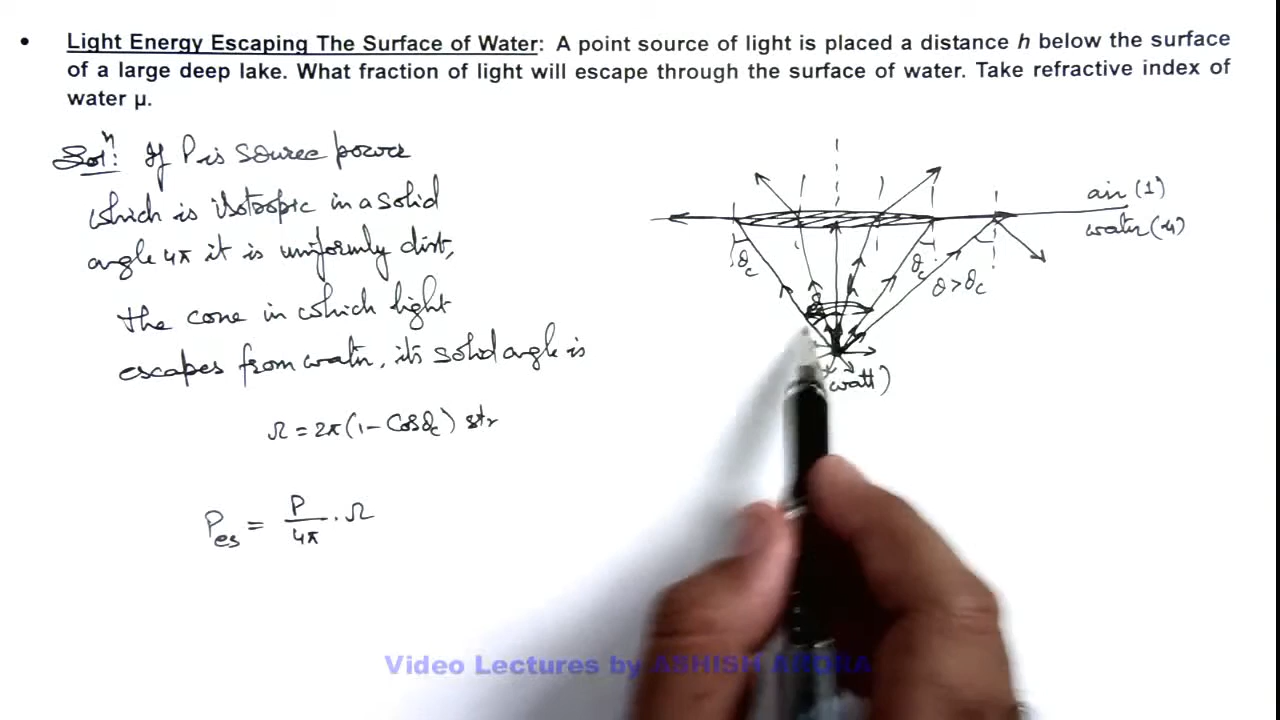 • Light Energy Escaping The Surface of Water: A point source of light is placed a distance h below the surface
of a large deep lake. What fraction of light will escape through the surface of water. Take refractive index of
water μ.
Solⁿ: If P is source power
which is isotropic in a solid
angle 4π it is uniformly dist,
the cone in which light
escapes from water, its solid angle is
Ω = 2π(1 - Cosθc) str
Pes = P/4π · Ω
air (1)
water (μ)
θc
θc
θ > θc
watt)
Video Lectures by ASHISH ARORA